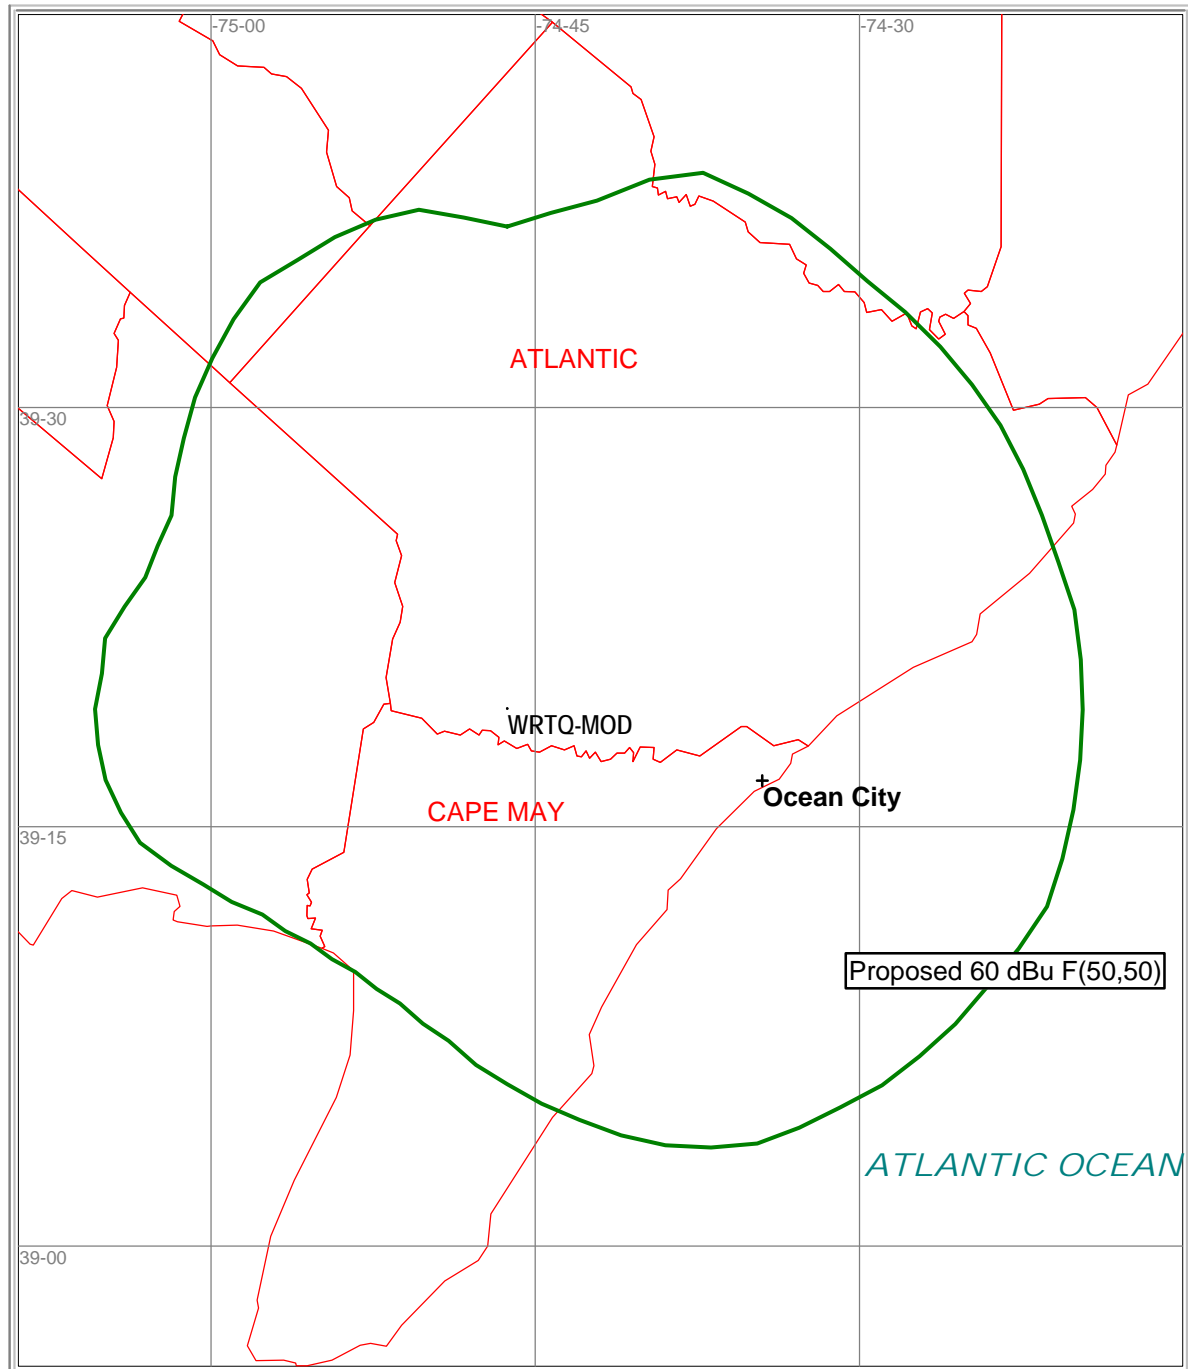 -75-00
-74-45
-74-30
ATLANTIC
39-30
WRTQ-MOD
Ocean City
CAPE MAY
39-15
Proposed 60 dBu F(50,50)
ATLANTIC OCEAN
39-00